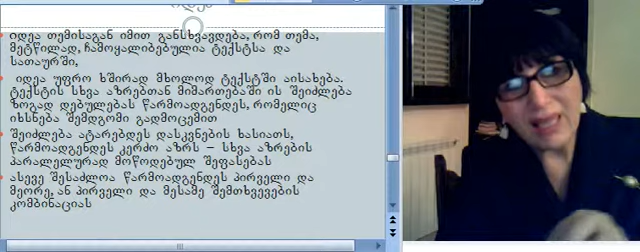 იდეა თემისაგან იმით განსხვავდება, რომ თემა,
მეტწილად, ჩამოყალიბებულია ტექსტსა და
სათაურში,
იდეა უფრო ხშირად მხოლოდ ტექსტში აისახება.
ტექსტის სხვა აზრებთან მიმართებაში ის შეიძლება
ზოგად დებულებას წარმოადგენდეს, რომელიც
იხსნება შემდგომი გადმოცემით
შეიძლება ატარებდეს დასკვნების ხასიათს,
წარმოადგენდეს კერძო აზრს – სხვა აზრების
პარალელურად მოწოდებულ შეფასებას
ასევე შესაძლოა წარმოადგენდეს პირველი და
მეორე, ან პირველი და მესამე შემთხვევების
კომბინაციას